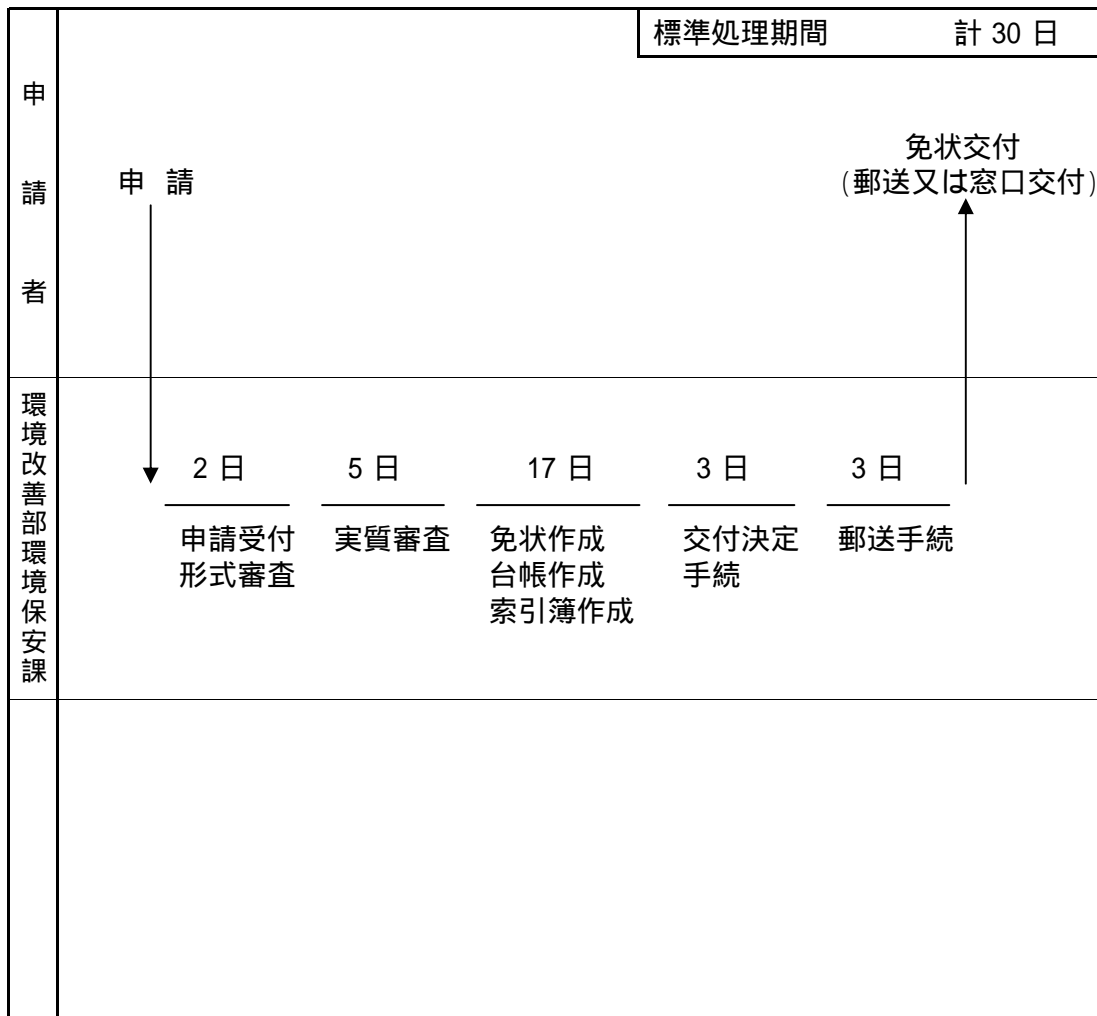 標準処理期間 計 30 日
申請者
申 請
免状交付
(郵送又は窓口交付)
環境改善部環境保安課
2 日
5 日
17 日
3 日
3 日
申請受付
形式審査
実質審査
免状作成
台帳作成
索引簿作成
交付決定
手続
郵送手続